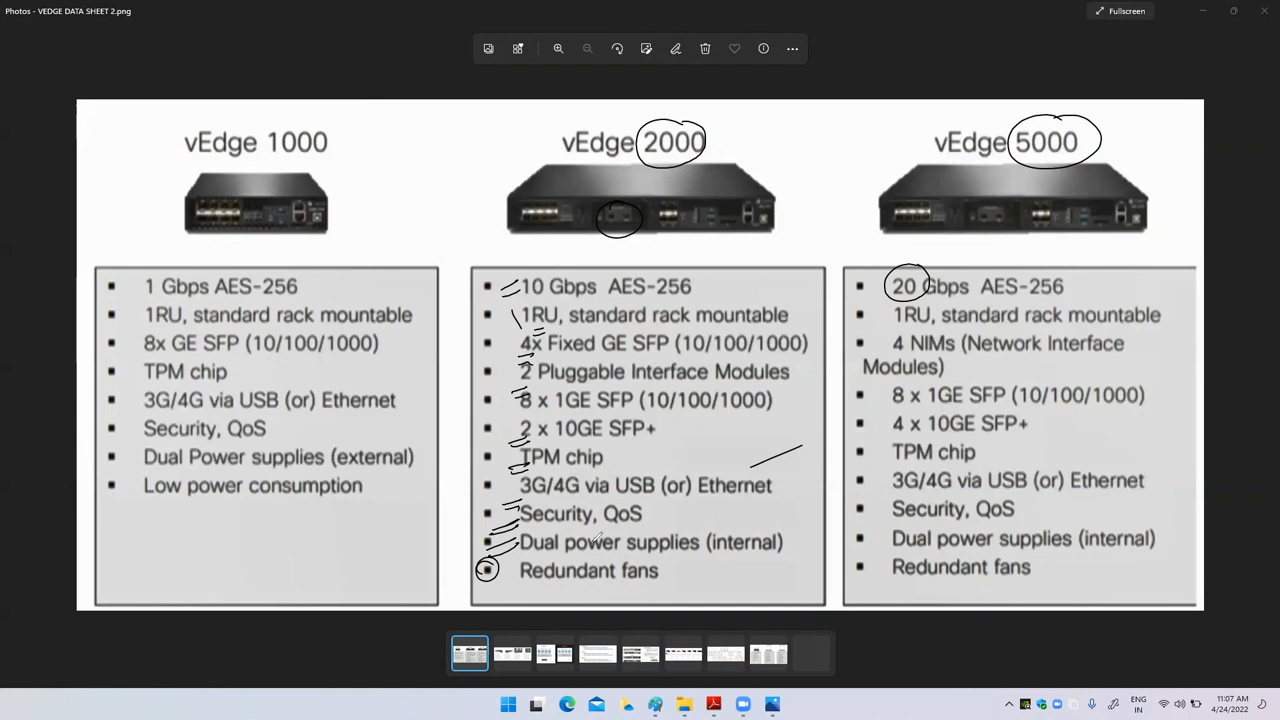 Photos - VEDGE DATA SHEET 2.png
Fullscreen
vEdge 1000
1 Gbps AES-256
1RU, standard rack mountable
8x GE SFP (10/100/1000)
TPM chip
3G/4G via USB (or) Ethernet
Security, QoS
Dual Power supplies (external)
Low power consumption
vEdge 2000
10 Gbps AES-256
1RU, standard rack mountable
4x Fixed GE SFP (10/100/1000)
2 Pluggable Interface Modules
8 x 1GE SFP (10/100/1000)
2 x 10GE SFP+
TPM chip
3G/4G via USB (or) Ethernet
Security, QoS
Dual power supplies (internal)
Redundant fans
vEdge 5000
20 Gbps AES-256
1RU, standard rack mountable
4 NIMs (Network Interface
Modules)
8 x 1GE SFP (10/100/1000)
4 x 10GE SFP+
TPM chip
3G/4G via USB (or) Ethernet
Security, QoS
Dual power supplies (internal)
Redundant fans
ENG
IN
11:07 AM
4/24/2022